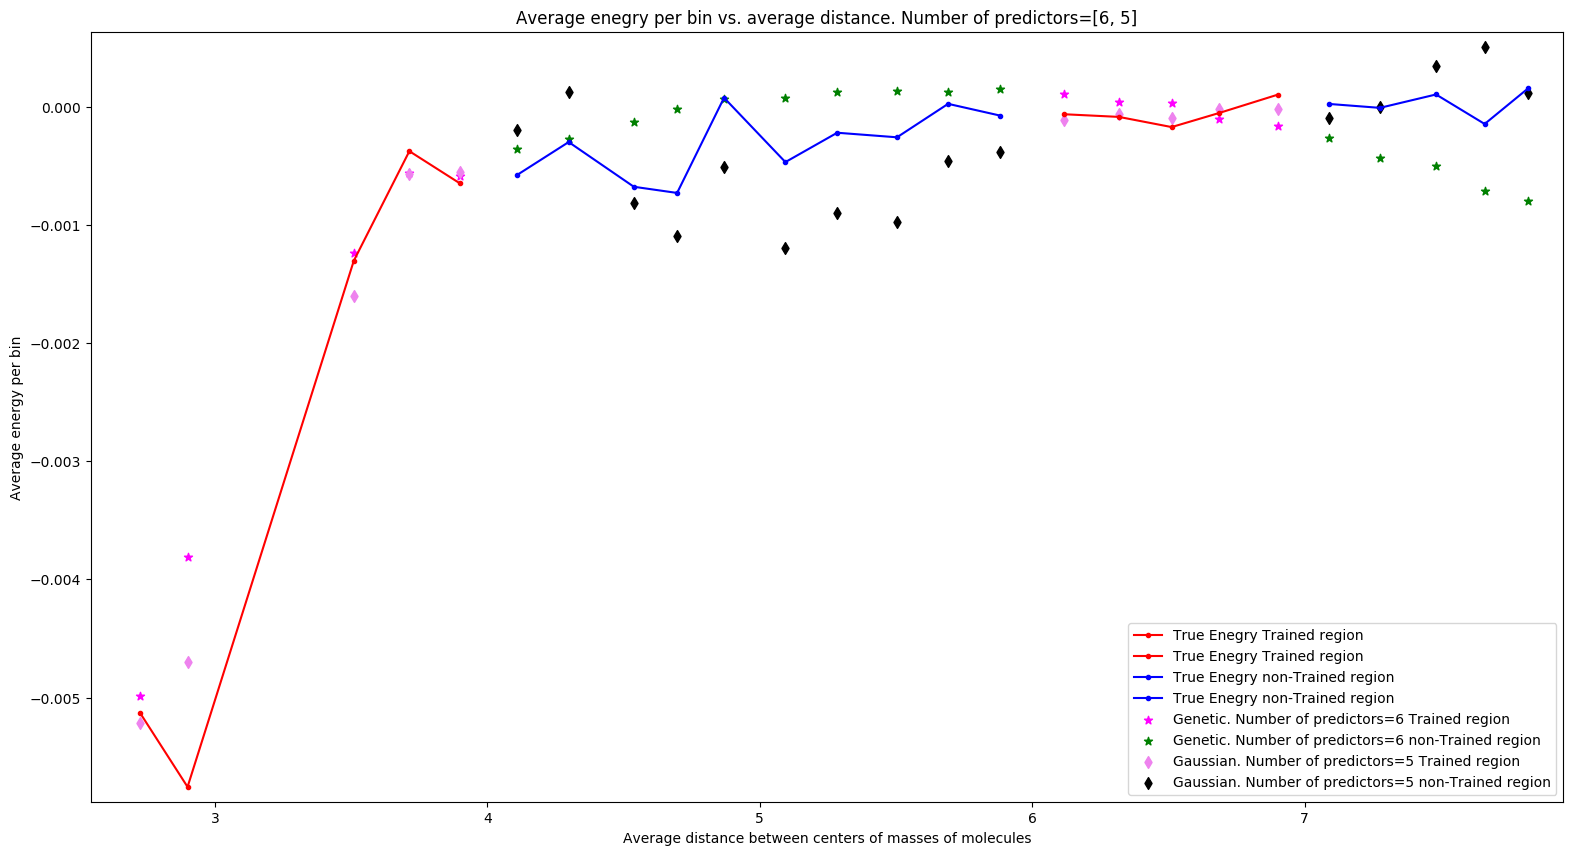 Average enegry per bin vs. average distance. Number of predictors=[6, 5]
0.000
−0.001
−0.002
−0.003
−0.004
−0.005
Average energy per bin
3
4
5
6
7
Average distance between centers of masses of molecules
True Enegry Trained region
True Enegry Trained region
True Enegry non-Trained region
True Enegry non-Trained region
Genetic. Number of predictors=6 Trained region
Genetic. Number of predictors=6 non-Trained region
Gaussian. Number of predictors=5 Trained region
Gaussian. Number of predictors=5 non-Trained region